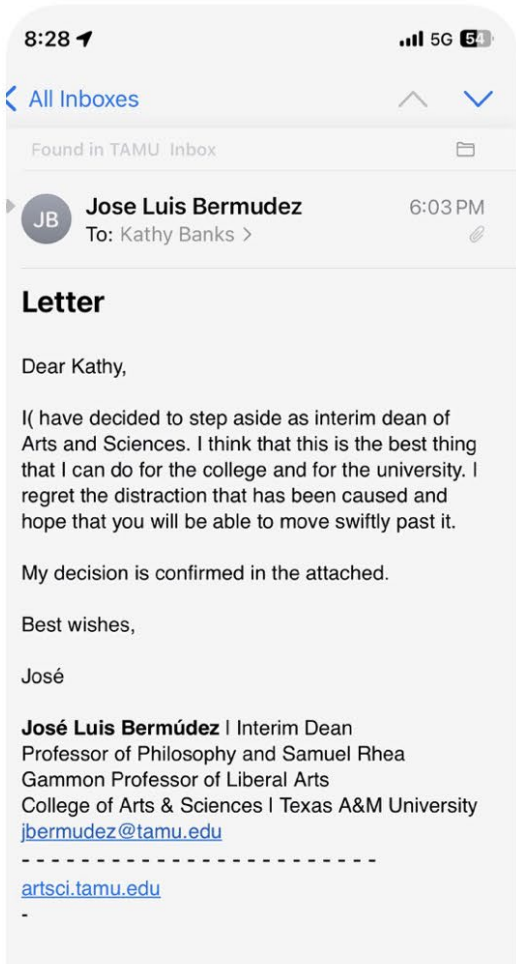 8:28 5G 54
All Inboxes
Found in TAMU Inbox
JB Jose Luis Bermudez 6:03 PM
To: Kathy Banks >
Letter
Dear Kathy,
I( have decided to step aside as interim dean of
Arts and Sciences. I think that this is the best thing
that I can do for the college and for the university. I
regret the distraction that has been caused and
hope that you will be able to move swiftly past it.
My decision is confirmed in the attached.
Best wishes,
José
José Luis Bermúdez | Interim Dean
Professor of Philosophy and Samuel Rhea
Gammon Professor of Liberal Arts
College of Arts & Sciences | Texas A&M University
jbermudez@tamu.edu
- - - - - - - - - - - - - - - - - - - - - - - - -
artsci.tamu.edu
-